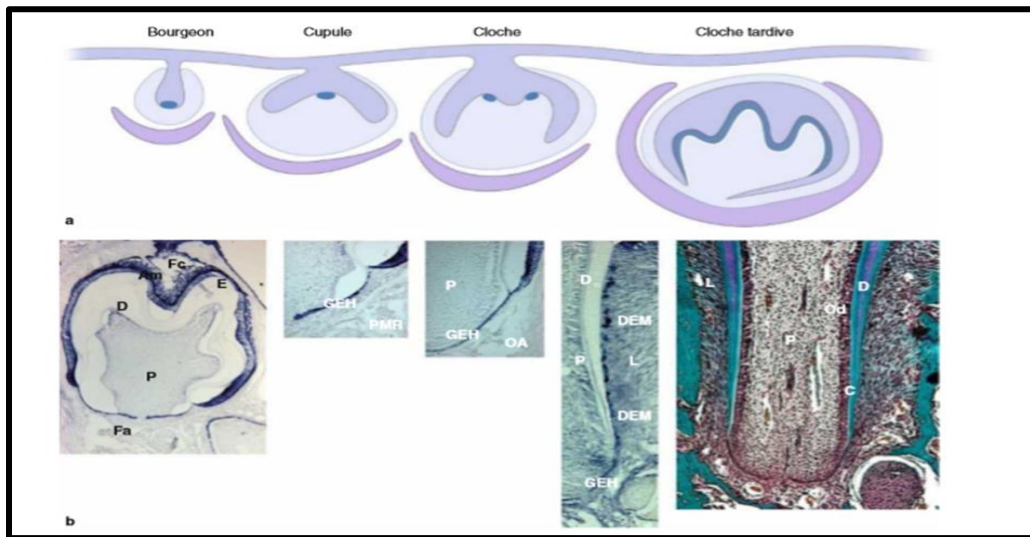 Bourgeon Cupule Cloche Cloche tardive
a
Fc
Am
E
D
P
Fa
GEH
PMR
P
GEH
OA
D
DEM
P
L
DEM
GEH
L
D
Od
P
C
b